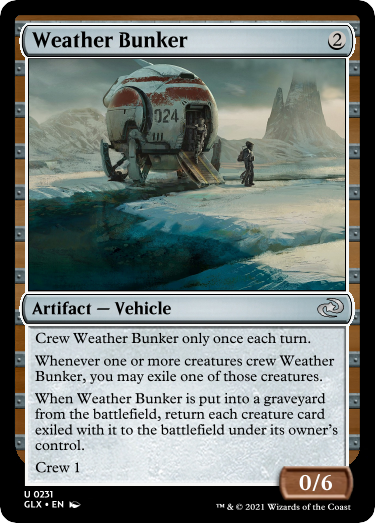 Weather Bunker 2
024
Artifact — Vehicle
Crew Weather Bunker only once each turn.
Whenever one or more creatures crew Weather
Bunker, you may exile one of those creatures.
When Weather Bunker is put into a graveyard
from the battlefield, return each creature card
exiled with it to the battlefield under its owner's
control.
Crew 1
0/6
U 0231
GLX • EN
™ & © 2021 Wizards of the Coast